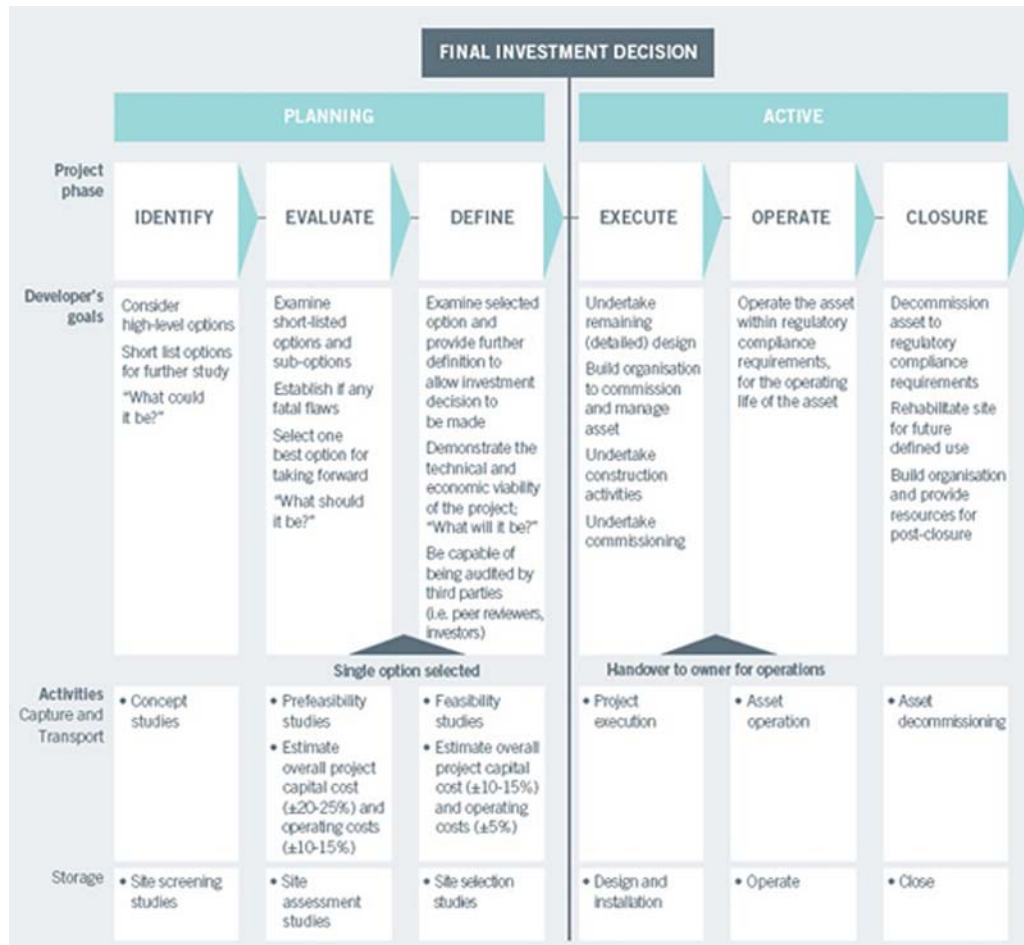 FINAL INVESTMENT DECISION
PLANNING
ACTIVE
Project
phase
IDENTIFY
EVALUATE
DEFINE
EXECUTE
OPERATE
CLOSURE
Developer's
goals
Consider
high-level options
Short list options
for further study
"What could
it be?"
Examine
short-listed
options and
sub-options
Establish if any
fatal flaws
Select one
best option for
taking forward
"What should
it be?"
Examine selected
option and
provide further
definition to
allow investment
decision to
be made
Demonstrate the
technical and
economic viability
of the project;
"What will it be?"
Be capable of
being audited by
third parties
(i.e. peer reviewers,
investors)
Undertake
remaining
(detailed) design
Build organisation
to commission
and manage
asset
Undertake
construction
activities
Undertake
commissioning
Operate the asset
within regulatory
compliance
requirements,
for the operating
life of the asset
Decommission
asset to
regulatory
compliance
requirements
Rehabilitate site
for future
defined use
Build organisation
and provide
resources for
post-closure
Single option selected
Handover to owner for operations
Activities
Capture and
Transport
• Concept
studies
• Prefeasibility
studies
• Estimate
overall project
capital cost
(±20-25%) and
operating costs
(±10-15%)
• Feasibility
studies
• Estimate overall
project capital
cost (±10-15%)
and operating
costs (±5%)
• Project
execution
• Asset
operation
• Asset
decommissioning
Storage
• Site screening
studies
• Site
assessment
studies
• Site selection
studies
• Design and
installation
• Operate
• Close